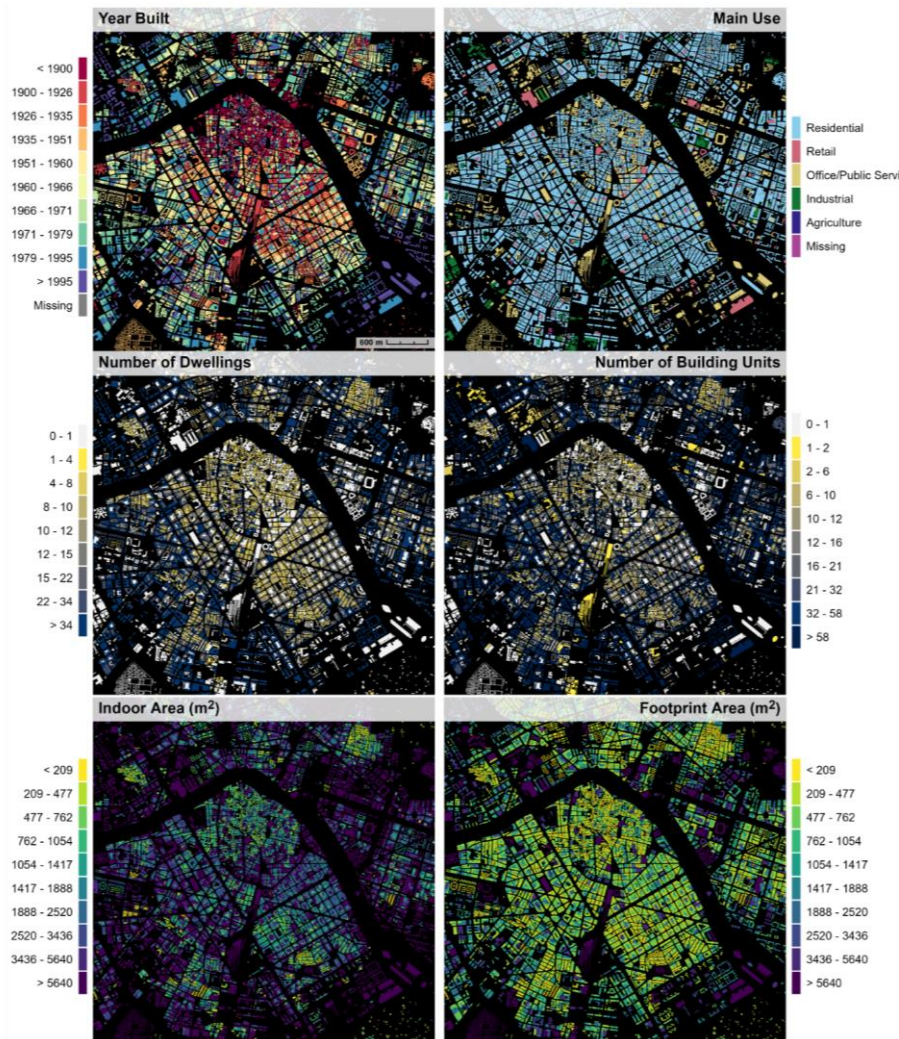 Year Built
Main Use
< 1900
1900 - 1926
1926 - 1935
1935 - 1951
1951 - 1960
1960 - 1966
1966 - 1971
1971 - 1979
1979 - 1995
> 1995
Missing
Residential
Retail
Office/Public Servi
Industrial
Agriculture
Missing
600 m
Number of Dwellings
Number of Building Units
0 - 1
1 - 4
4 - 8
8 - 10
10 - 12
12 - 15
15 - 22
22 - 34
> 34
0 - 1
1 - 2
2 - 6
6 - 10
10 - 12
12 - 16
16 - 21
21 - 32
32 - 58
> 58
Indoor Area (m²)
Footprint Area (m²)
< 209
209 - 477
477 - 762
762 - 1054
1054 - 1417
1417 - 1888
1888 - 2520
2520 - 3436
3436 - 5640
> 5640
< 209
209 - 477
477 - 762
762 - 1054
1054 - 1417
1417 - 1888
1888 - 2520
2520 - 3436
3436 - 5640
> 5640